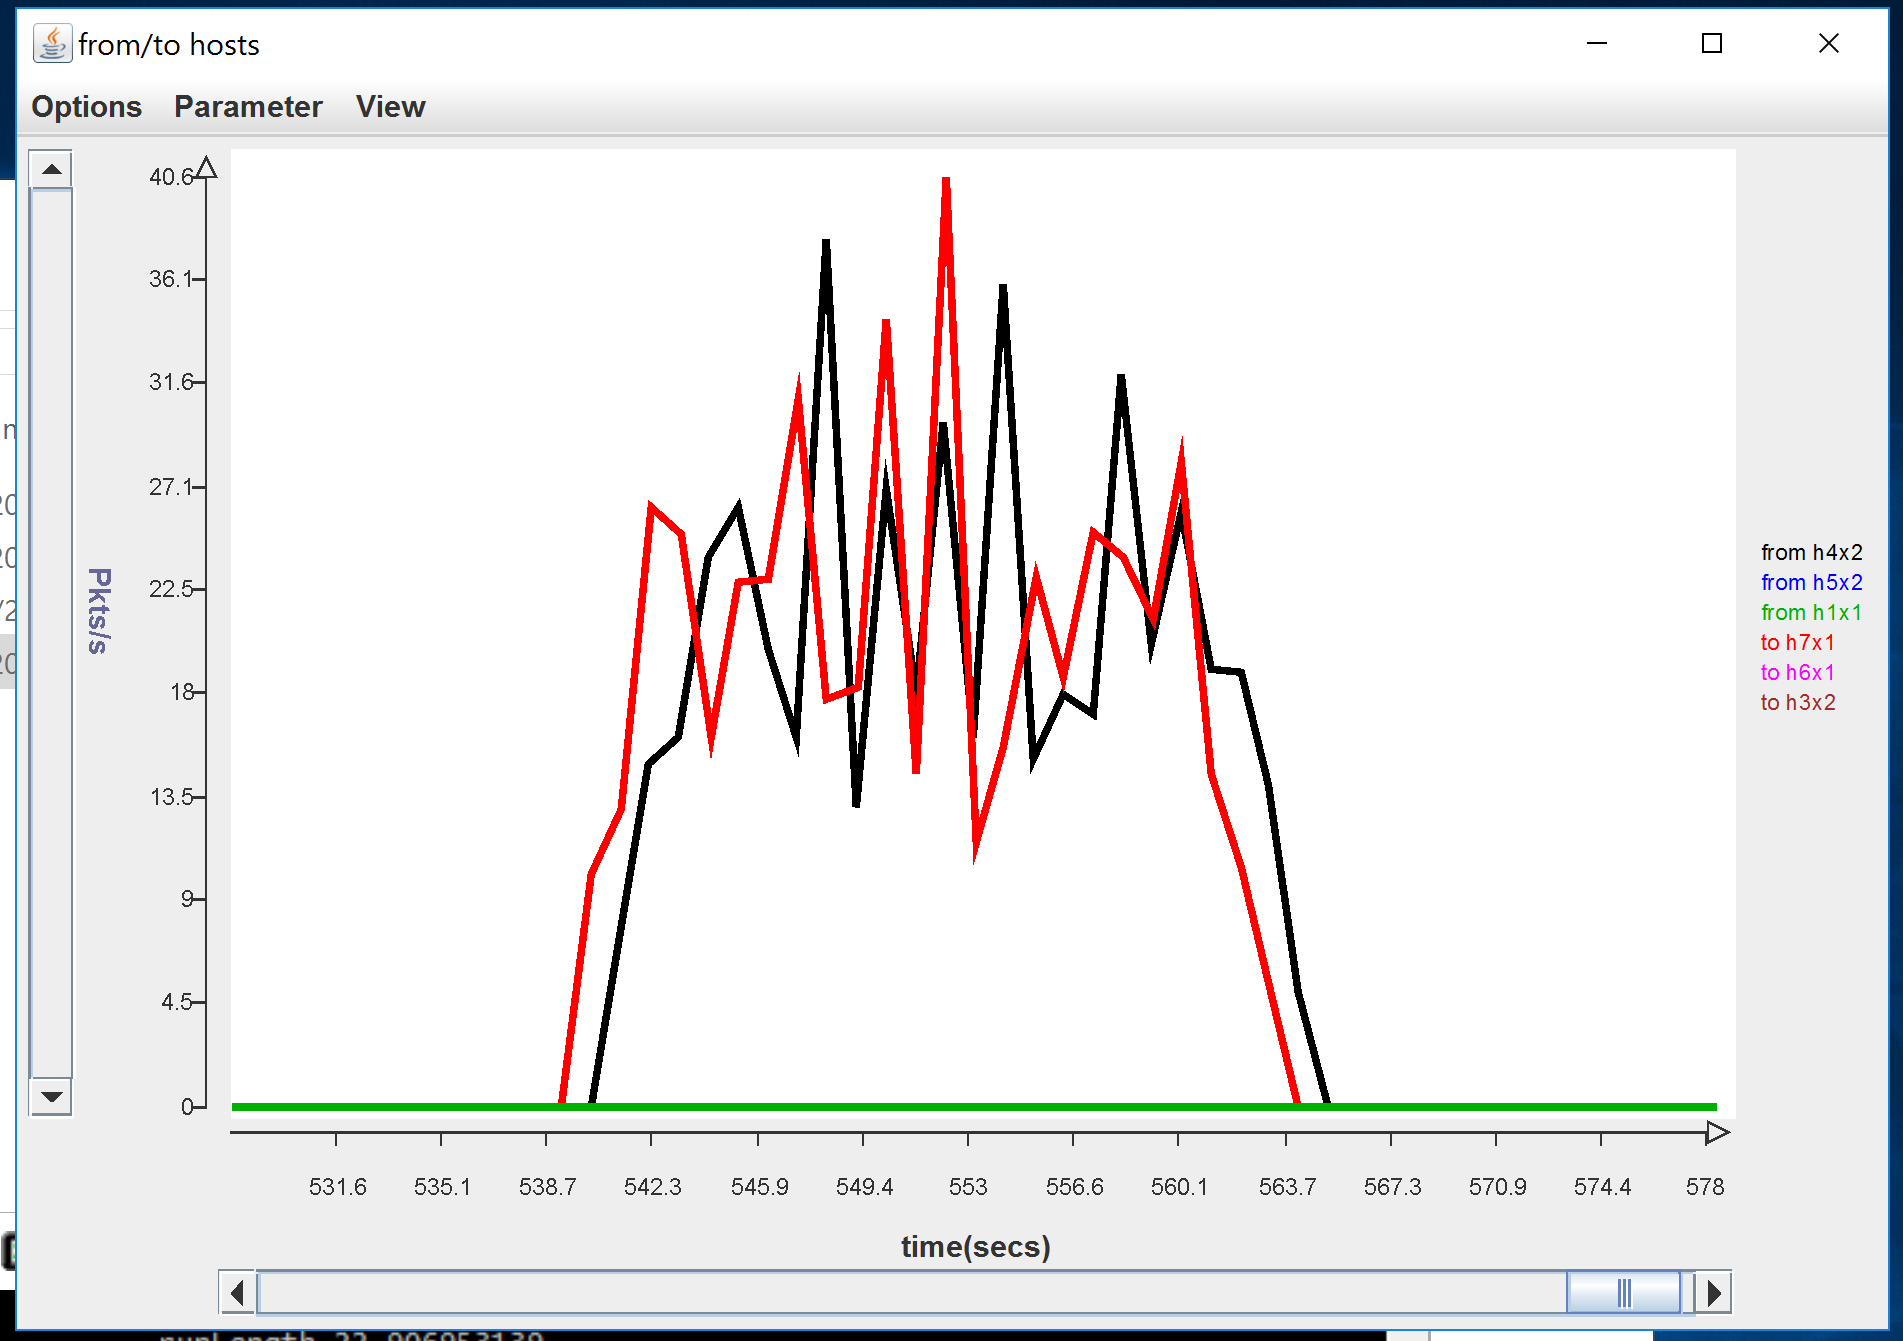 from/to hosts
Options Parameter View
40.6
36.1
31.6
27.1
22.5
18
13.5
9
4.5
0
Pkts/s
from h4x2
from h5x2
from h1x1
to h7x1
to h6x1
to h3x2
531.6 535.1 538.7 542.3 545.9 549.4 553 556.6 560.1 563.7 567.3 570.9 574.4 578
time(secs)